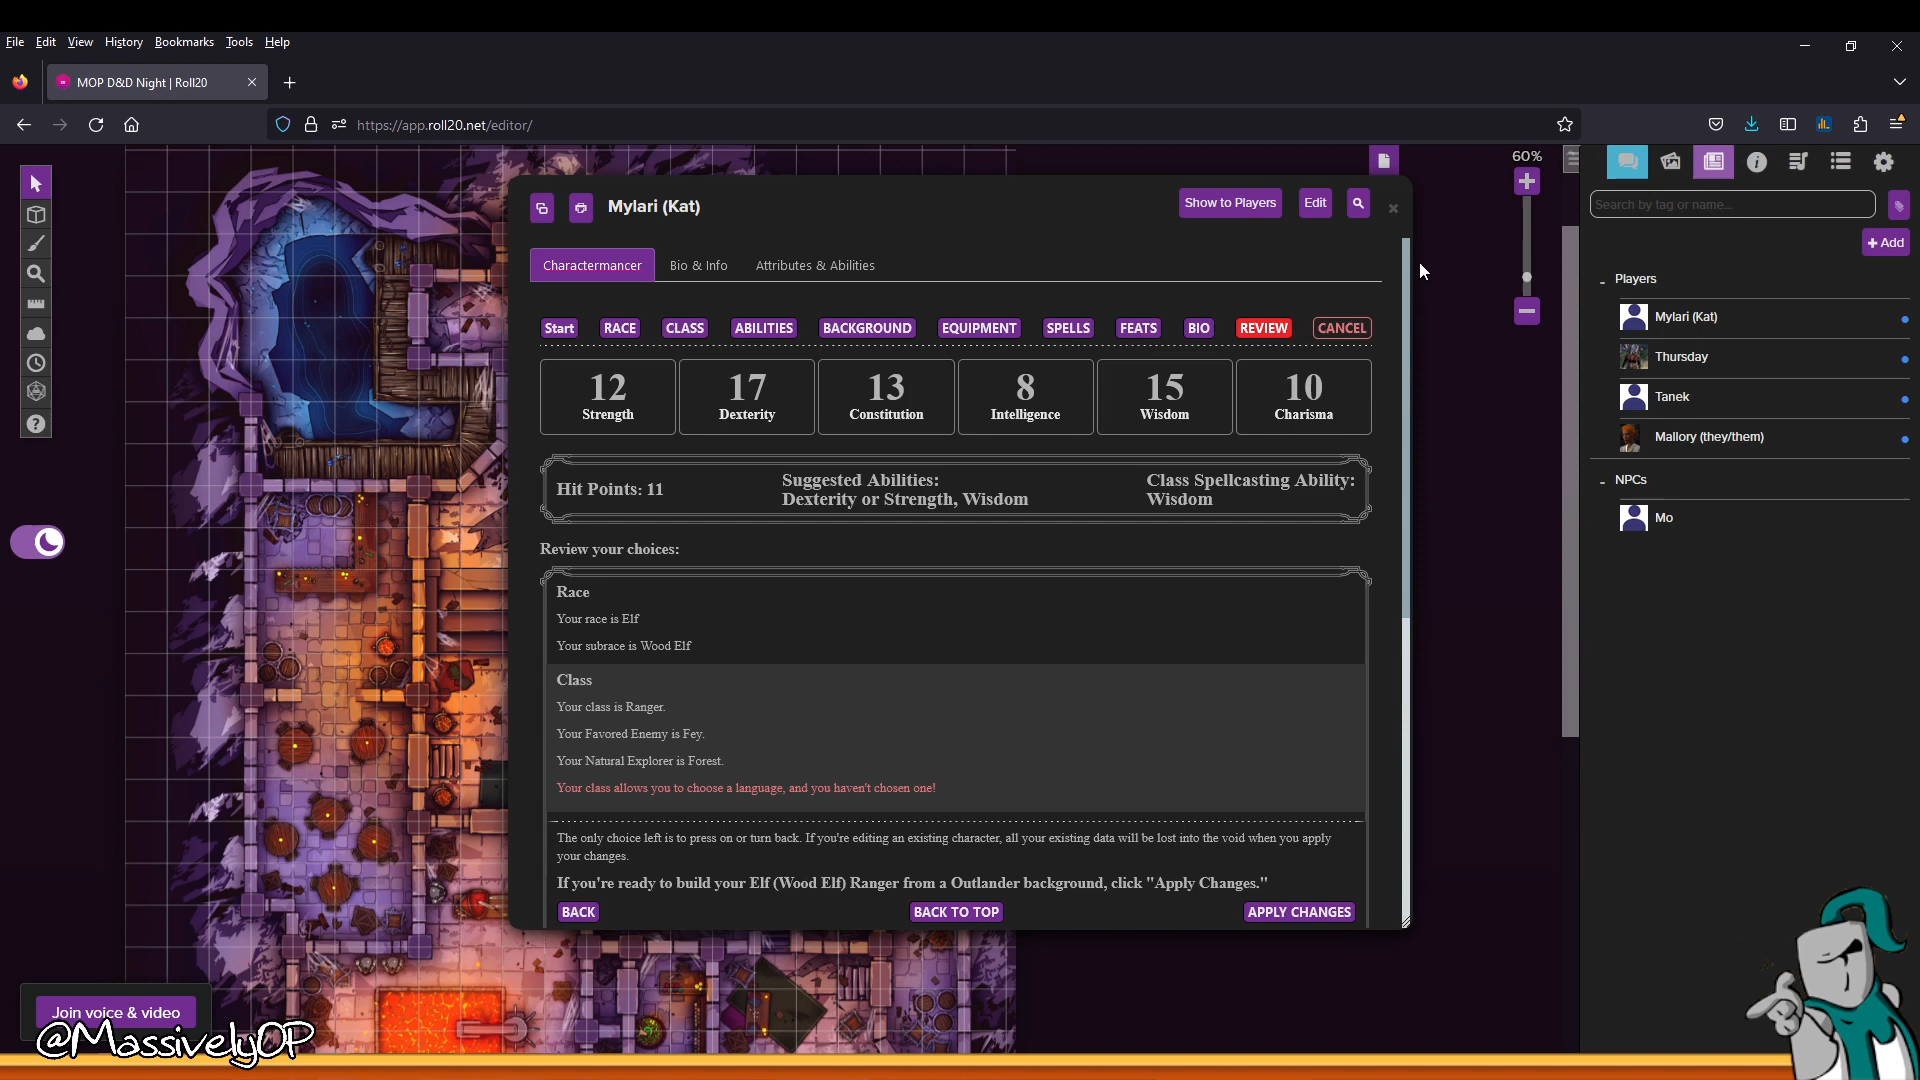 File Edit View History Bookmarks Tools Help
MOP D&D Night | Roll20
https://app.roll20.net/editor/
60%
Mylari (Kat)
Show to Players
Edit
Charactermancer
Bio & Info
Attributes & Abilities
Start RACE CLASS ABILITIES BACKGROUND EQUIPMENT SPELLS FEATS BIO REVIEW CANCEL
12 17 13 8 15 10
Strength Dexterity Constitution Intelligence Wisdom Charisma
Hit Points: 11
Suggested Abilities:
Dexterity or Strength, Wisdom
Class Spellcasting Ability:
Wisdom
Review your choices:
Race
Your race is Elf
Your subrace is Wood Elf
Class
Your class is Ranger.
Your Favored Enemy is Fey.
Your Natural Explorer is Forest.
Your class allows you to choose a language, and you haven't chosen one!
The only choice left is to press on or turn back. If you're editing an existing character, all your existing data will be lost into the void when you apply
your changes.
If you're ready to build your Elf (Wood Elf) Ranger from a Outlander background, click "Apply Changes."
BACK
BACK TO TOP
APPLY CHANGES
Search by tag or name...
+ Add
- Players
Mylari (Kat)
Thursday
Tanek
Mallory (they/them)
- NPCs
Mo
Join voice & video
@MassivelyOP